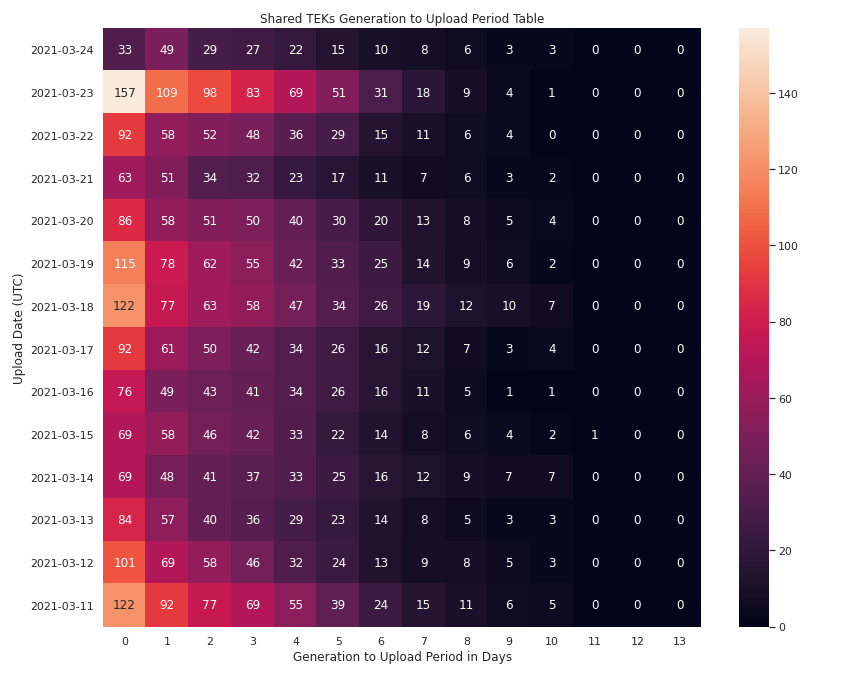 Shared TEKs Generation to Upload Period Table
Upload Date (UTC)
2021-03-24 33 49 29 27 22 15 10 8 6 3 3 0 0 0
2021-03-23 157 109 98 83 69 51 31 18 9 4 1 0 0 0
2021-03-22 92 58 52 48 36 29 15 11 6 4 0 0 0 0
2021-03-21 63 51 34 32 23 17 11 7 6 3 2 0 0 0
2021-03-20 86 58 51 50 40 30 20 13 8 5 4 0 0 0
2021-03-19 115 78 62 55 42 33 25 14 9 6 2 0 0 0
2021-03-18 122 77 63 58 47 34 26 19 12 10 7 0 0 0
2021-03-17 92 61 50 42 34 26 16 12 7 3 4 0 0 0
2021-03-16 76 49 43 41 34 26 16 11 5 1 1 0 0 0
2021-03-15 69 58 46 42 33 22 14 8 6 4 2 1 0 0
2021-03-14 69 48 41 37 33 25 16 12 9 7 7 0 0 0
2021-03-13 84 57 40 36 29 23 14 8 5 3 3 0 0 0
2021-03-12 101 69 58 46 32 24 13 9 8 5 3 0 0 0
2021-03-11 122 92 77 69 55 39 24 15 11 6 5 0 0 0
0 1 2 3 4 5 6 7 8 9 10 11 12 13
Generation to Upload Period in Days
140
120
100
80
60
40
20
0